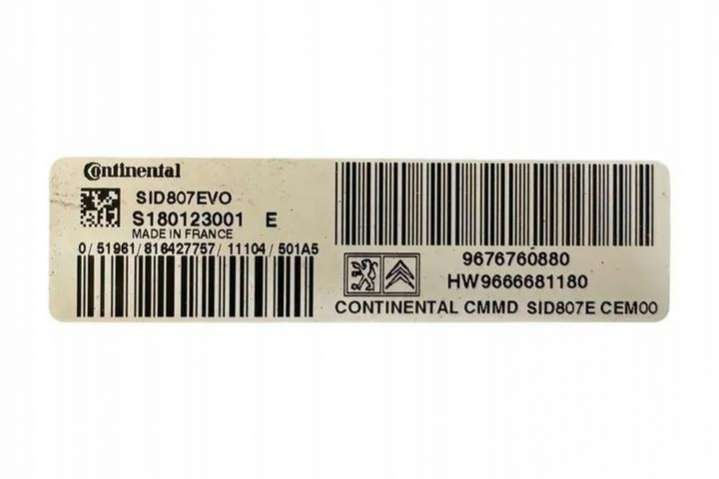 Continental
SID807EVO
S180123001 E
MADE IN FRANCE
0/51961/816427757/11104/501A5
9676760880
HW9666681180
CONTINENTAL CMMD SID807E CEM00